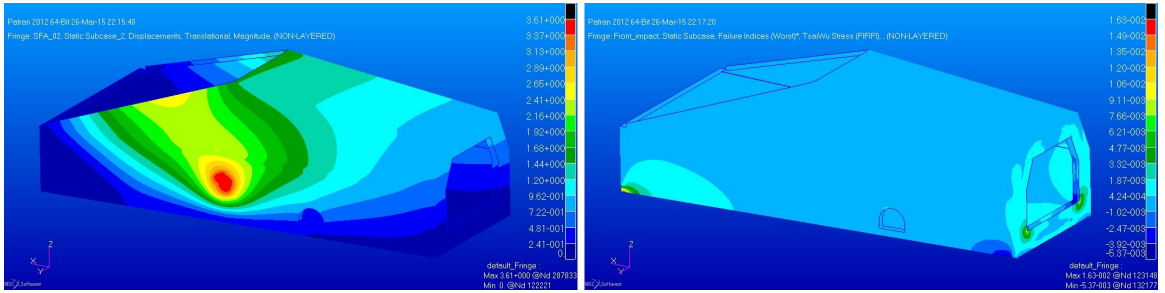 Patran 2012 64-Bit 26-Mar-15 22:15:40
Fringe: SFA_02, Static Subcase_2, Displacements, Translational, Magnitude, (NON-LAYERED)
3.61+000
3.37+000
3.13+000
2.89+000
2.65+000
2.41+000
2.16+000
1.92+000
1.68+000
1.44+000
1.20+000
9.62-001
7.22-001
4.81-001
2.41-001
0.
X
Y
Z
MSC Software
default_Fringe :
Max 3.61+000 @Nd 287833
Min 0. @Nd 122221
Patran 2012 64-Bit 26-Mar-15 22:17:20
Fringe: Front_impact, Static Subcase, Failure Indices (Worst)*, TsaiWu Stress (FIFIFI)., (NON-LAYERED)
1.63-002
1.49-002
1.35-002
1.20-002
1.06-002
9.11-003
7.66-003
6.21-003
4.77-003
3.32-003
1.87-003
4.24-004
-1.02-003
-2.47-003
-3.92-003
-5.37-003
X
Y
Z
MSC Software
default_Fringe :
Max 1.63-002 @Nd 123148
Min -5.37-003 @Nd 132177